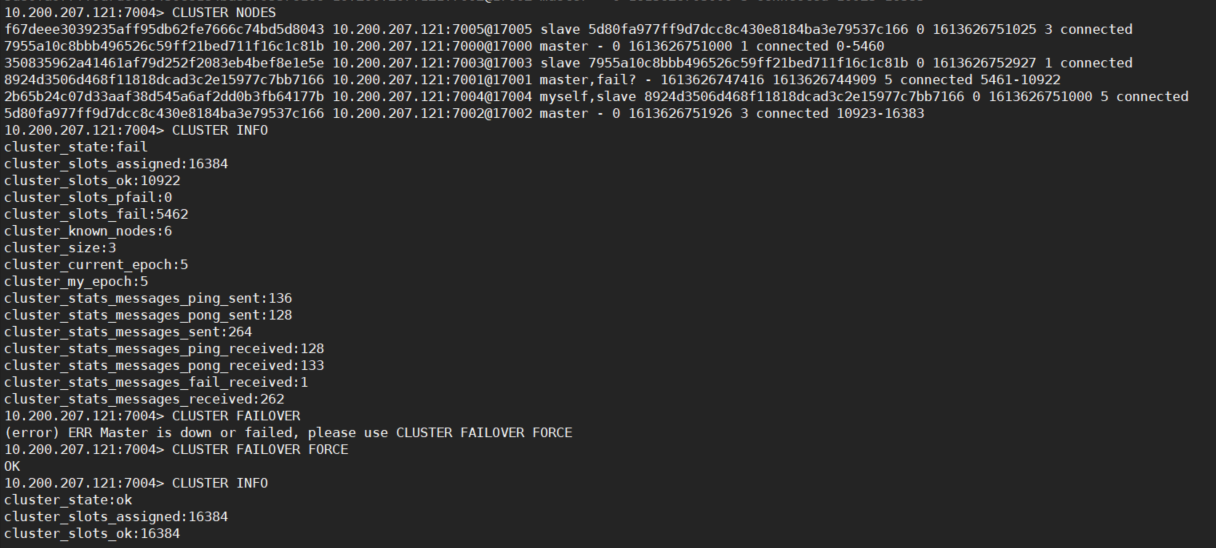 10.200.207.121:7004> CLUSTER NODES
f67deee3039235aff95db62fe7666c74bd5d8043 10.200.207.121:7005@17005 slave 5d80fa977ff9d7dcc8c430e8184ba3e79537c166 0 1613626751025 3 connected
7955a10c8bbb496526c59ff21bed711f16c1c81b 10.200.207.121:7000@17000 master - 0 1613626751000 1 connected 0-5460
350835962a41461af79d252f2083eb4bef8e1e5e 10.200.207.121:7003@17003 slave 7955a10c8bbb496526c59ff21bed711f16c1c81b 0 1613626752927 1 connected
8924d3506d468f11818dcad3c2e15977c7bb7166 10.200.207.121:7001@17001 master,fail? - 1613626747416 1613626744909 5 connected 5461-10922
2b65b24c07d33aaf38d545a6af2dd0b3fb64177b 10.200.207.121:7004@17004 myself,slave 8924d3506d468f11818dcad3c2e15977c7bb7166 0 1613626751000 5 connected
5d80fa977ff9d7dcc8c430e8184ba3e79537c166 10.200.207.121:7002@17002 master - 0 1613626751926 3 connected 10923-16383
10.200.207.121:7004> CLUSTER INFO
cluster_state:fail
cluster_slots_assigned:16384
cluster_slots_ok:10922
cluster_slots_pfail:0
cluster_slots_fail:5462
cluster_known_nodes:6
cluster_size:3
cluster_current_epoch:5
cluster_my_epoch:5
cluster_stats_messages_ping_sent:136
cluster_stats_messages_pong_sent:128
cluster_stats_messages_sent:264
cluster_stats_messages_ping_received:128
cluster_stats_messages_pong_received:133
cluster_stats_messages_fail_received:1
cluster_stats_messages_received:262
10.200.207.121:7004> CLUSTER FAILOVER
(error) ERR Master is down or failed, please use CLUSTER FAILOVER FORCE
10.200.207.121:7004> CLUSTER FAILOVER FORCE
OK
10.200.207.121:7004> CLUSTER INFO
cluster_state:ok
cluster_slots_assigned:16384
cluster_slots_ok:16384